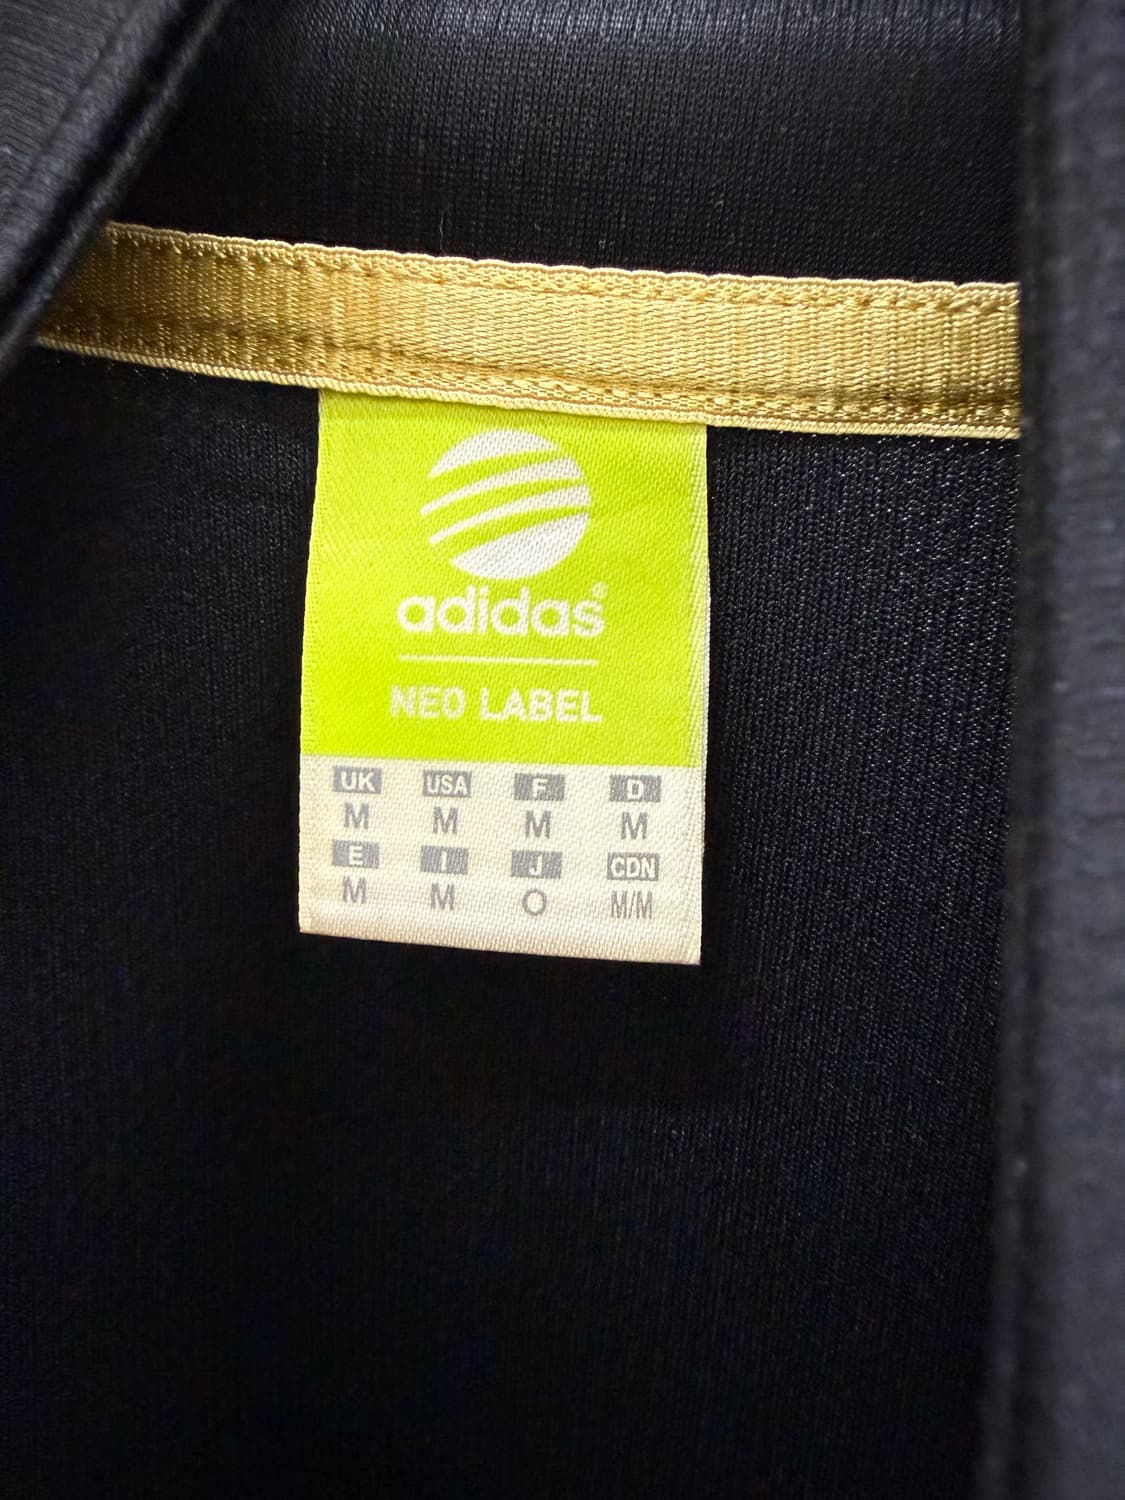 adidas®
NEO LABEL
UK USA F D
M M M M
E I J CDN
M M O M/M